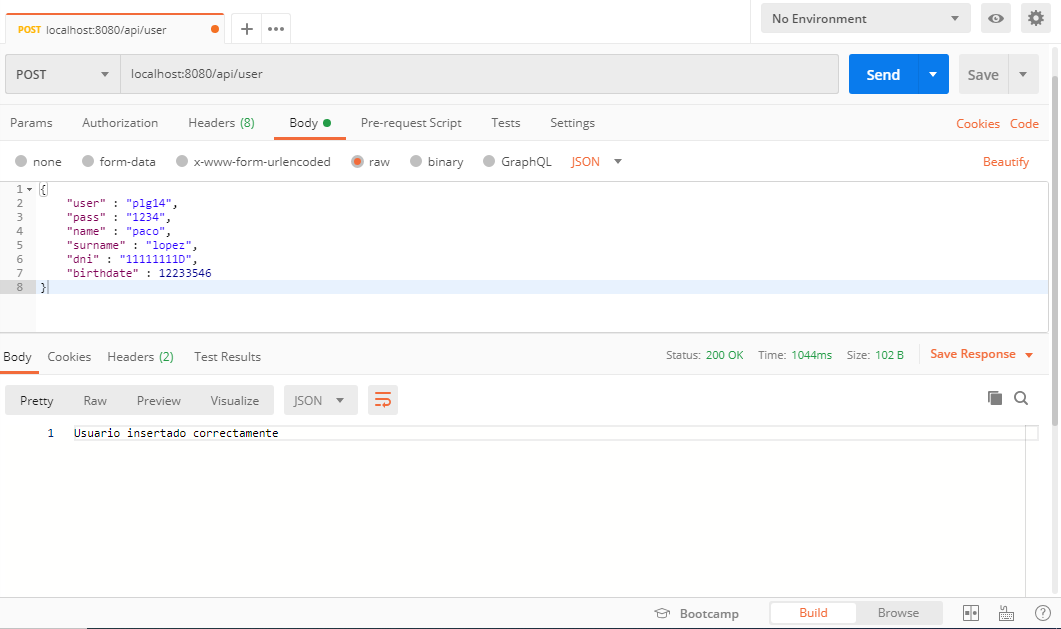 POST localhost:8080/api/user
No Environment
POST localhost:8080/api/user Send Save
Params Authorization Headers (8) Body Pre-request Script Tests Settings Cookies Code
none form-data x-www-form-urlencoded raw binary GraphQL JSON Beautify
1 {
2 "user" : "plg14",
3 "pass" : "1234",
4 "name" : "paco",
5 "surname" : "lopez",
6 "dni" : "11111111D",
7 "birthdate" : 12233546
8 }
Body Cookies Headers (2) Test Results Status: 200 OK Time: 1044ms Size: 102 B Save Response
Pretty Raw Preview Visualize JSON
1 Usuario insertado correctamente
Bootcamp Build Browse